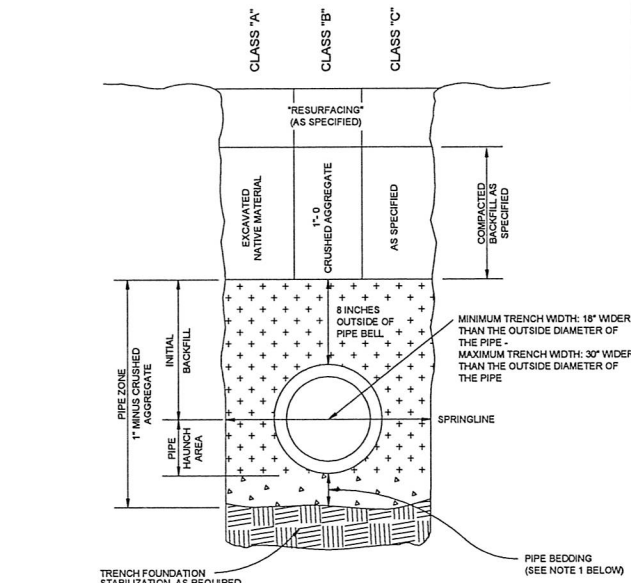 CLASS "A"
CLASS "B"
CLASS "C"
"RESURFACING"
(AS SPECIFIED)
EXCAVATED
NATIVE MATERIAL
1"- 0
CRUSHED AGGREGATE
AS SPECIFIED
COMPACTED
BACKFILL AS
SPECIFIED
8 INCHES
OUTSIDE OF
PIPE BELL
MINIMUM TRENCH WIDTH: 18" WIDER
THAN THE OUTSIDE DIAMETER OF
THE PIPE -
MAXIMUM TRENCH WIDTH: 30" WIDER
THAN THE OUTSIDE DIAMETER OF
THE PIPE
PIPE ZONE
1" MINUS CRUSHED
AGGREGATE
INITIAL
BACKFILL
PIPE
HAUNCH
AREA
SPRINGLINE
TRENCH FOUNDATION
STABILIZATION, AS REQUIRED
PIPE BEDDING
(SEE NOTE 1 BELOW)